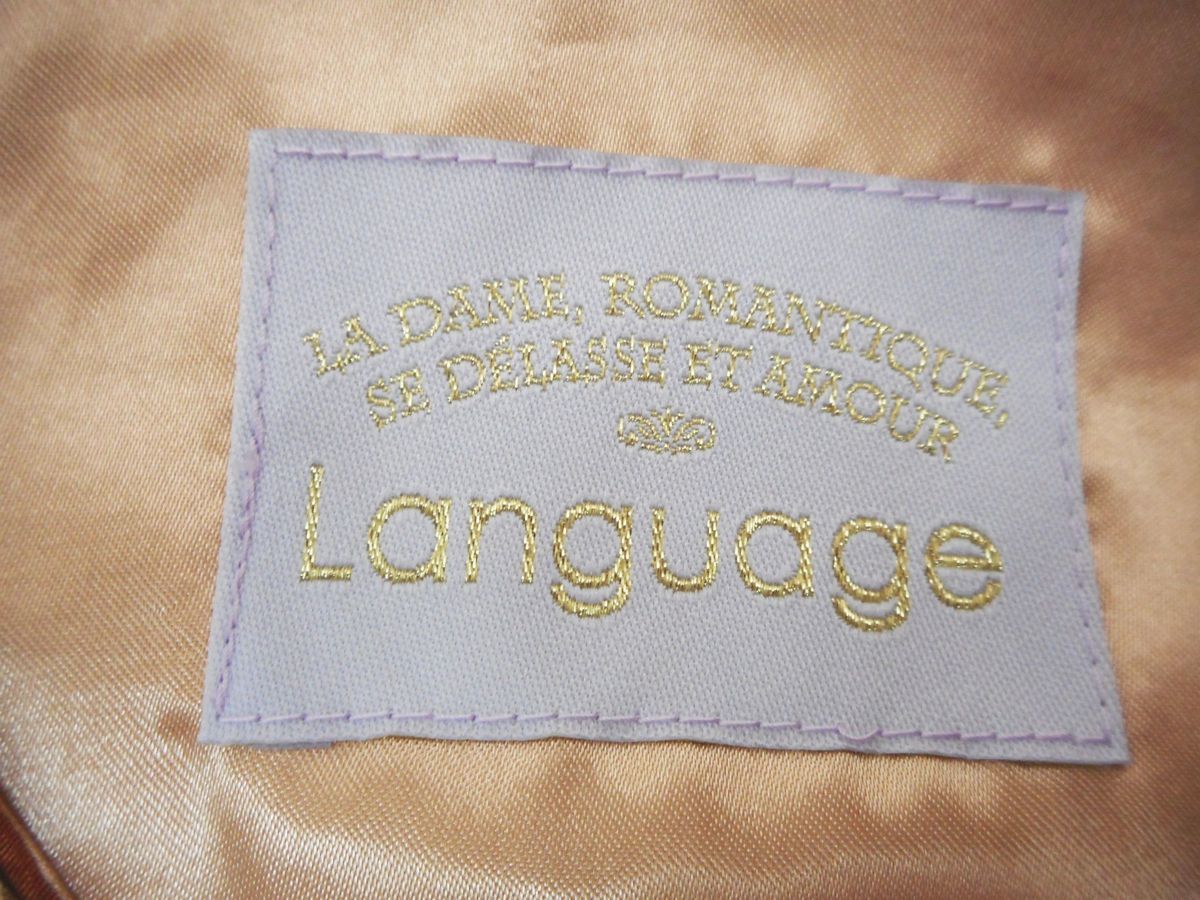 LA DAME, ROMANTIQUE,
SE DÉLASSE ET AMOUR
Language